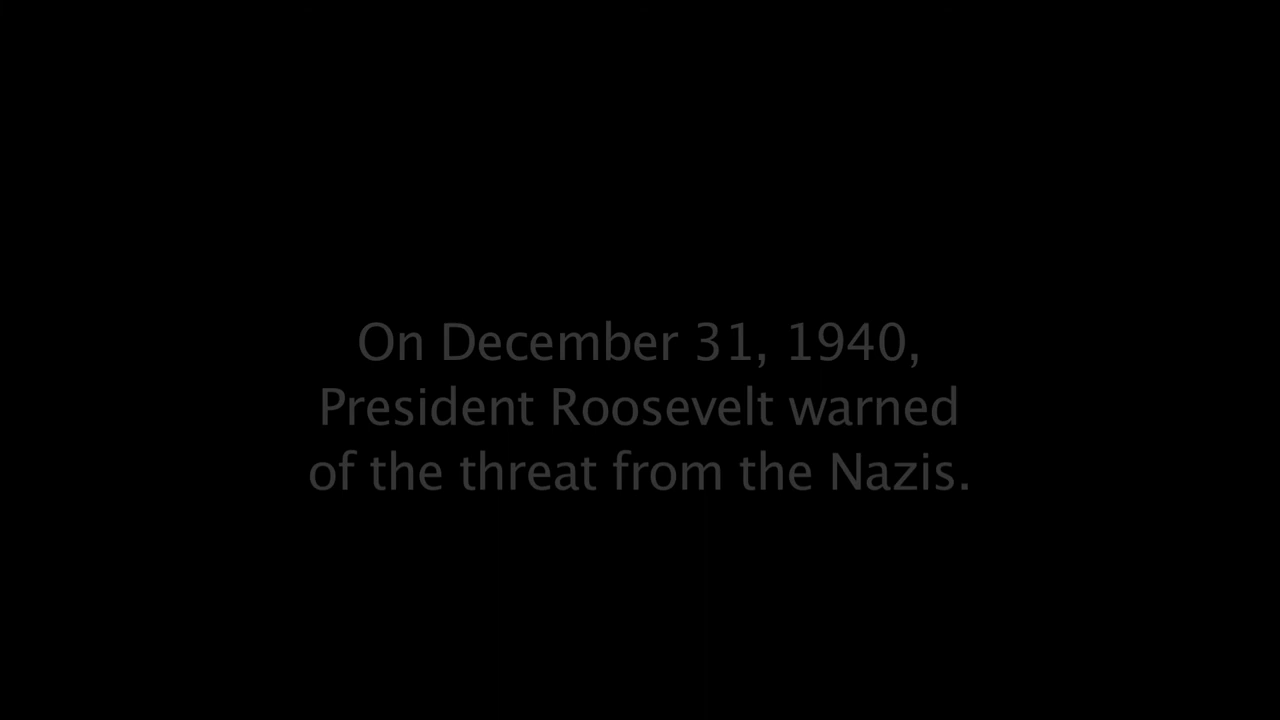 On December 31, 1940,
President Roosevelt warned
of the threat from the Nazis.